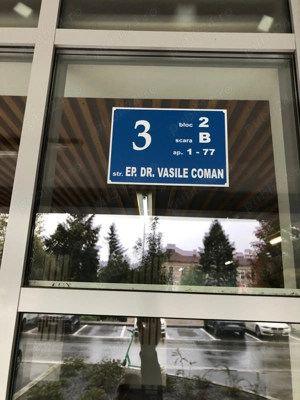 3
bloc 2
scara B
ap. 1 - 77
str. EP. DR. VASILE COMAN